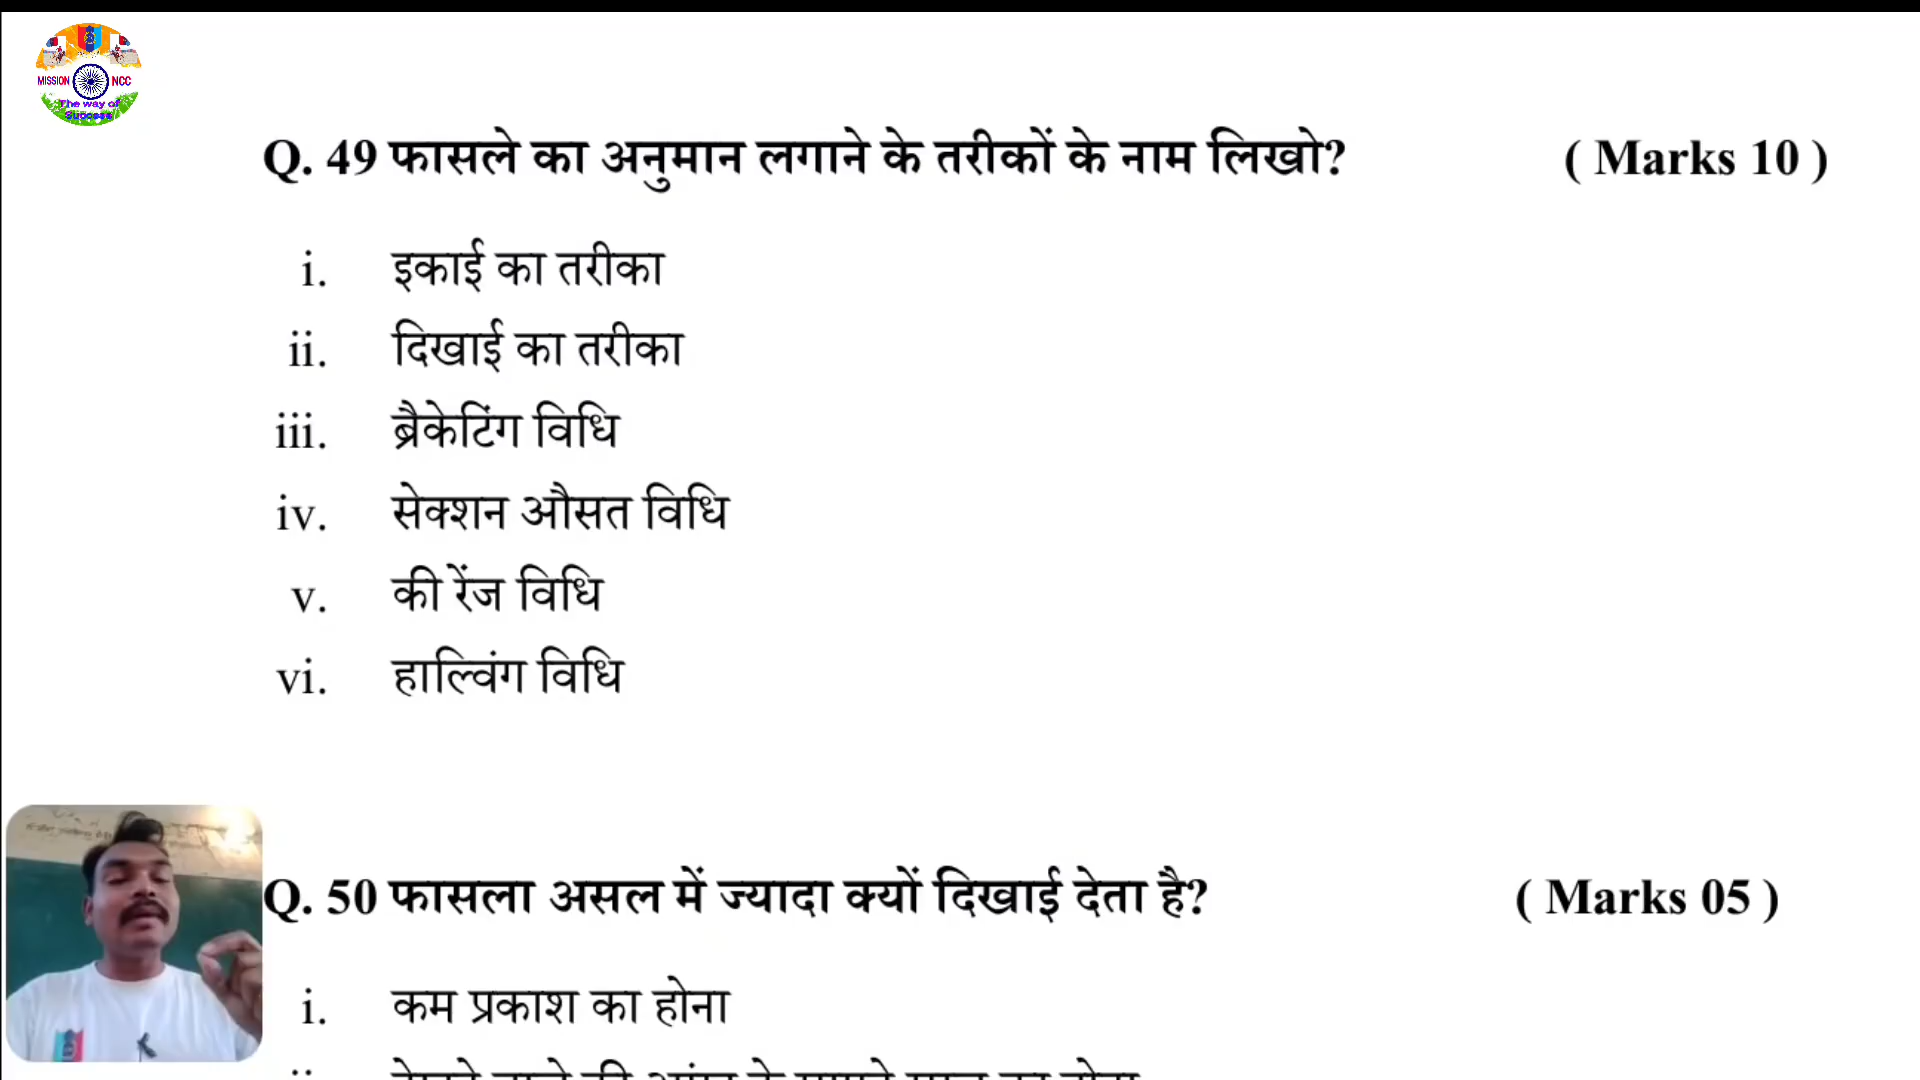 MISSION NCC
The way of
Success
Q. 49 फासले का अनुमान लगाने के तरीकों के नाम लिखो? ( Marks 10 )
i. इकाई का तरीका
ii. दिखाई का तरीका
iii. ब्रैकेटिंग विधि
iv. सेक्शन औसत विधि
v. की रेंज विधि
vi. हाल्विंग विधि
Q. 50 फासला असल में ज्यादा क्यों दिखाई देता है? ( Marks 05 )
i. कम प्रकाश का होना